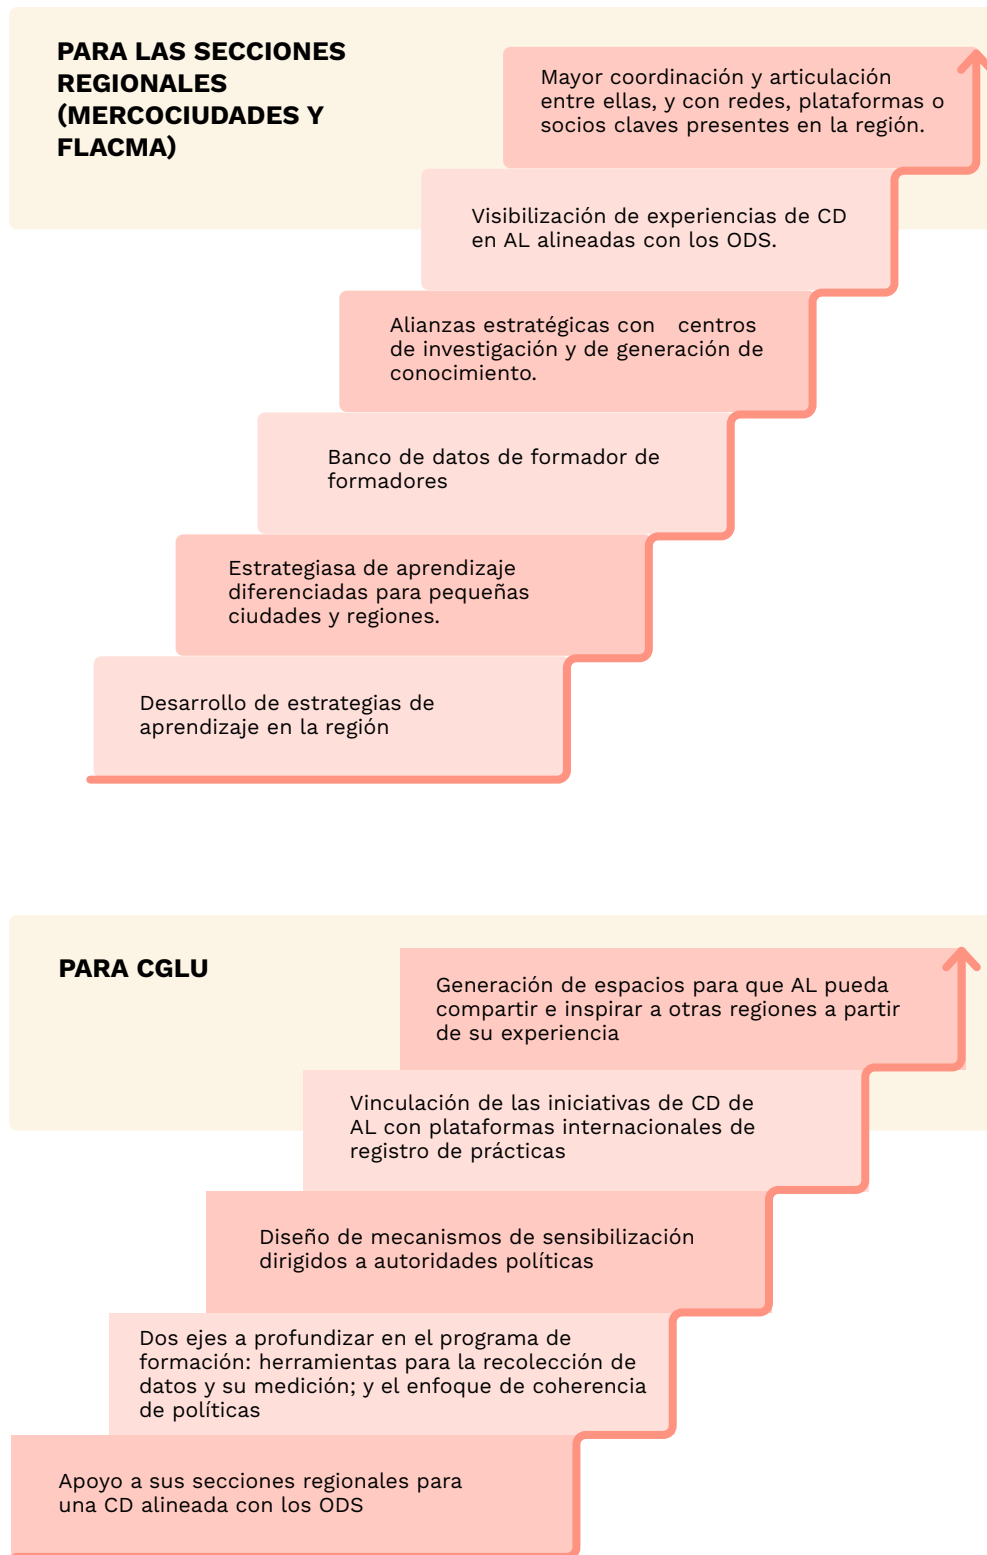 PARA LAS SECCIONES
REGIONALES
(MERCOCIUDADES Y
FLACMA)
Mayor coordinación y articulación
entre ellas, y con redes, plataformas o
socios claves presentes en la región.
Visibilización de experiencias de CD
en AL alineadas con los ODS.
Alianzas estratégicas con centros
de investigación y de generación de
conocimiento.
Banco de datos de formador de
formadores
Estrategiasa de aprendizaje
diferenciadas para pequeñas
ciudades y regiones.
Desarrollo de estrategias de
aprendizaje en la región
PARA CGLU
Generación de espacios para que AL pueda
compartir e inspirar a otras regiones a partir
de su experiencia
Vinculación de las iniciativas de CD de
AL con plataformas internacionales de
registro de prácticas
Diseño de mecanismos de sensibilización
dirigidos a autoridades políticas
Dos ejes a profundizar en el programa de
formación: herramientas para la recolección de
datos y su medición; y el enfoque de coherencia
de políticas
Apoyo a sus secciones regionales para
una CD alineada con los ODS